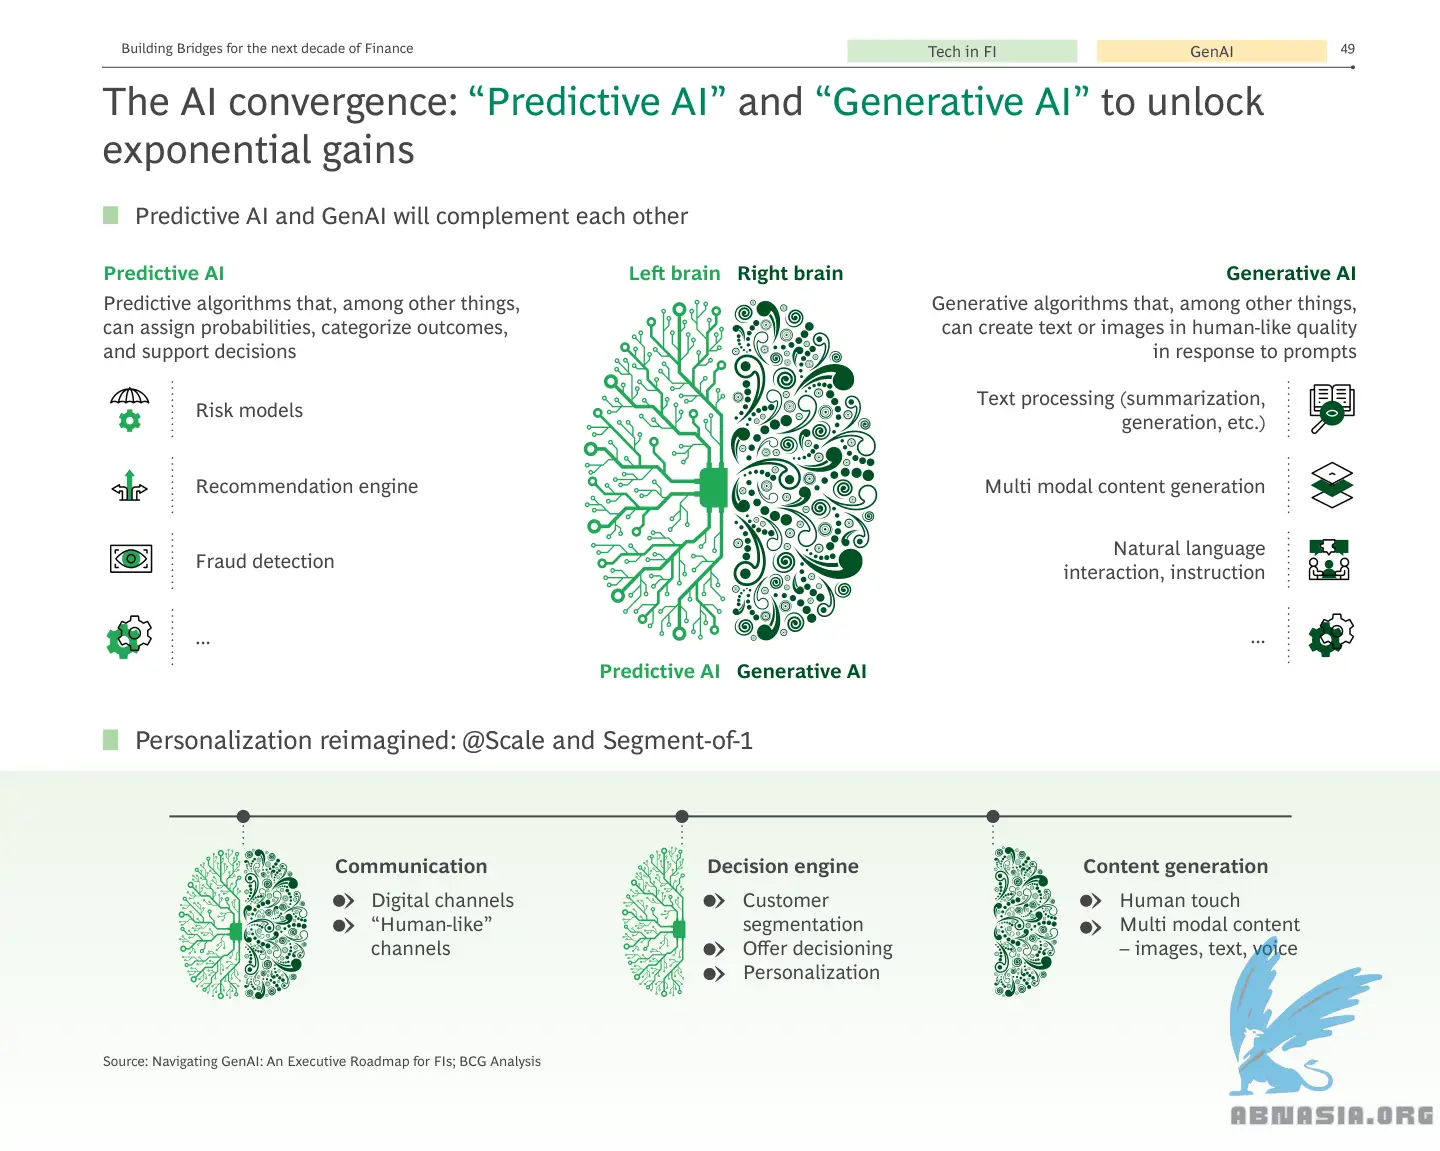 Building Bridges for the next decade of Finance
Tech in FI
GenAI
49
The AI convergence: “Predictive AI” and “Generative AI” to unlock
exponential gains
Predictive AI and GenAI will complement each other
Predictive AI
Predictive algorithms that, among other things,
can assign probabilities, categorize outcomes,
and support decisions
Risk models
Recommendation engine
Fraud detection
...
Left brain
Right brain
Predictive AI
Generative AI
Generative AI
Generative algorithms that, among other things,
can create text or images in human-like quality
in response to prompts
Text processing (summarization,
generation, etc.)
Multi modal content generation
Natural language
interaction, instruction
...
Personalization reimagined: @Scale and Segment-of-1
Communication
Digital channels
“Human-like”
channels
Decision engine
Customer
segmentation
Offer decisioning
Personalization
Content generation
Human touch
Multi modal content
– images, text, voice
Source: Navigating GenAI: An Executive Roadmap for FIs; BCG Analysis
ABNASIA.ORG